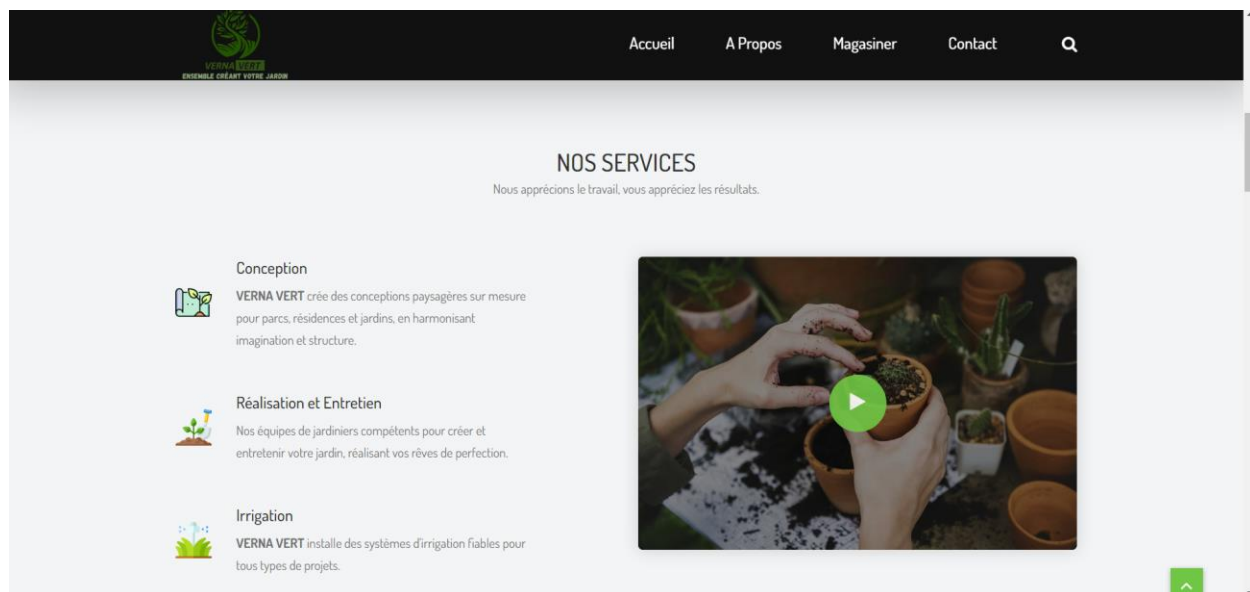 VERNA VERT
ENSEMBLE CRÉANT VOTRE JARDIN
Accueil A Propos Magasiner Contact
NOS SERVICES
Nous apprécions le travail, vous appréciez les résultats.
Conception
VERNA VERT crée des conceptions paysagères sur mesure
pour parcs, résidences et jardins, en harmonisant
imagination et structure.
Réalisation et Entretien
Nos équipes de jardiniers compétents pour créer et
entretenir votre jardin, réalisant vos rêves de perfection.
Irrigation
VERNA VERT installe des systèmes d'irrigation fiables pour
tous types de projets.